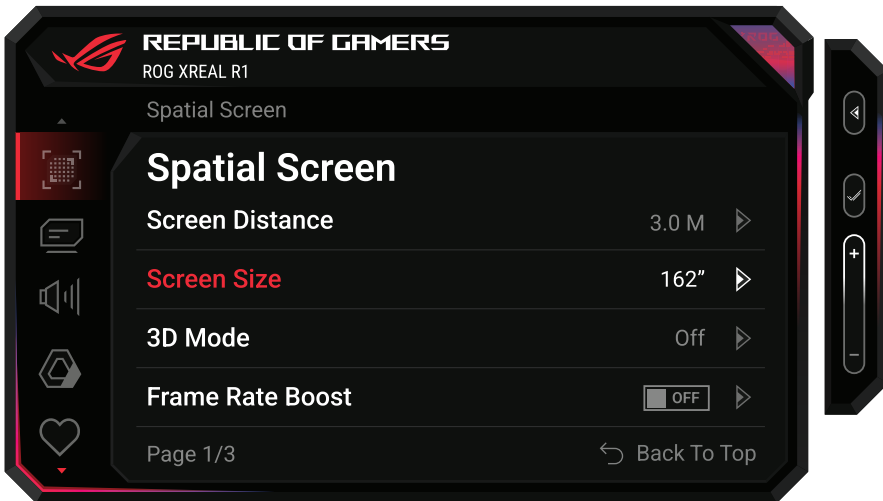 REPUBLIC OF GAMERS
ROG XREAL R1
Spatial Screen
Spatial Screen
Screen Distance 3.0 M
Screen Size 162”
3D Mode Off
Frame Rate Boost OFF
Page 1/3 Back To Top
+
−